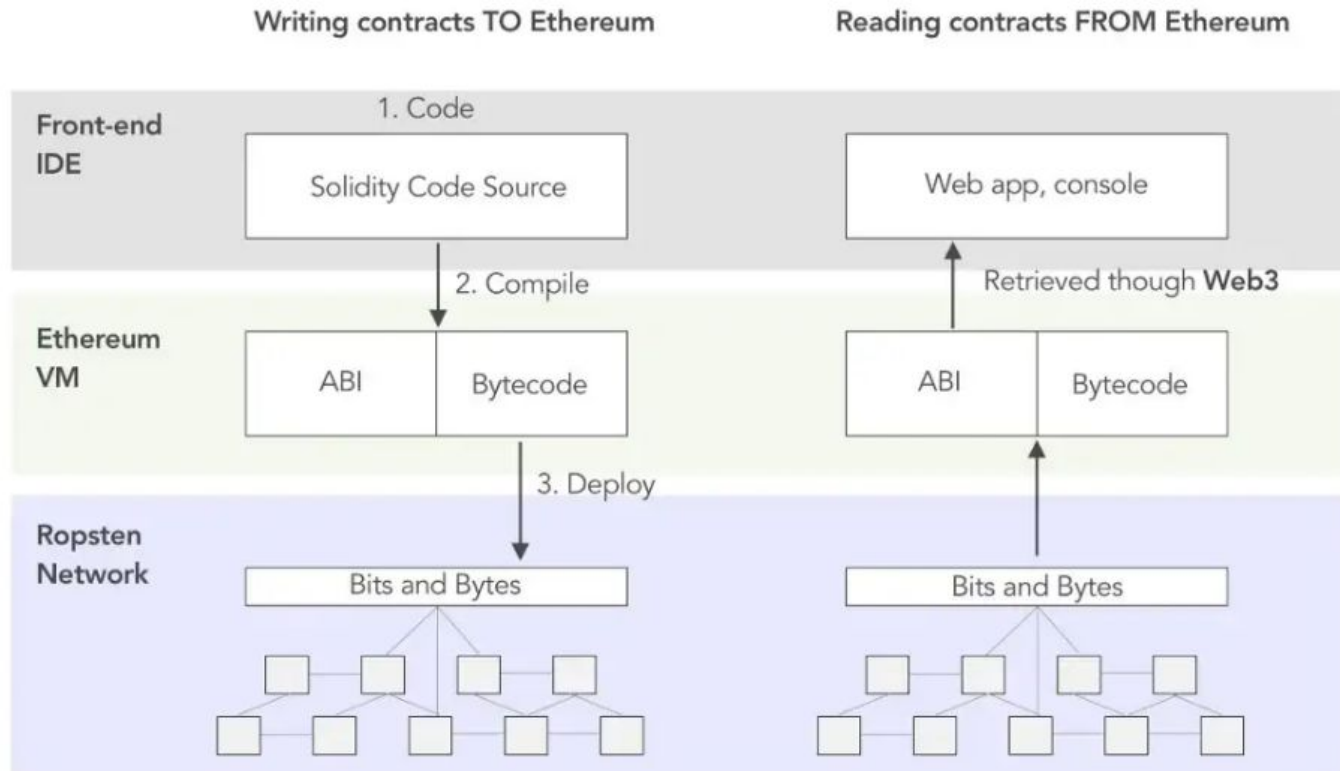 Writing contracts TO Ethereum
Reading contracts FROM Ethereum
Front-end
IDE
1. Code
Solidity Code Source
Web app, console
2. Compile
Retrieved though Web3
Ethereum
VM
ABI
Bytecode
ABI
Bytecode
3. Deploy
Ropsten
Network
Bits and Bytes
Bits and Bytes